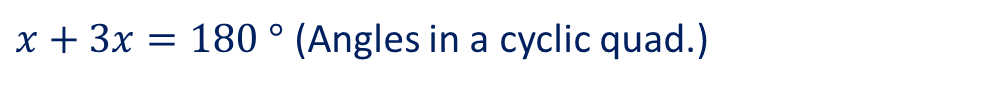 x + 3x = 180 ° (Angles in a cyclic quad.)